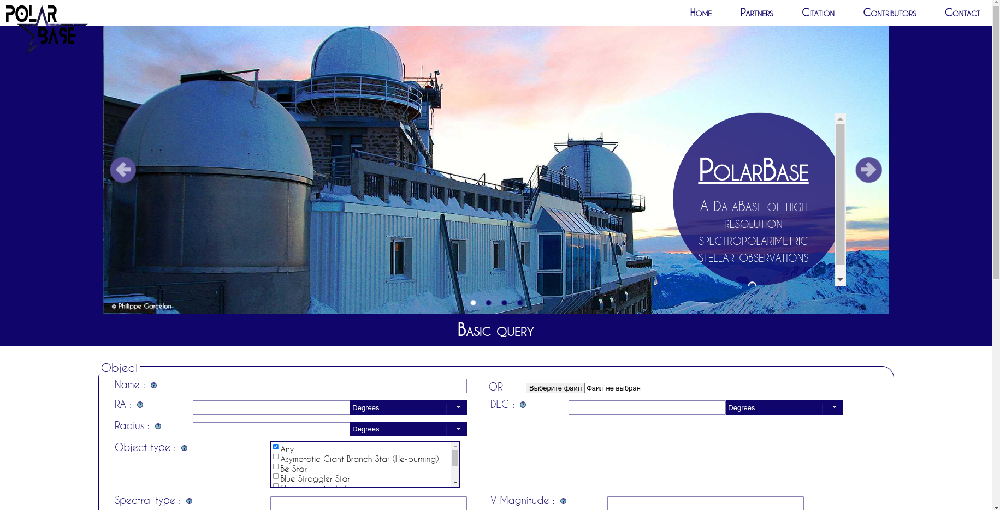 POLAR
BASE
Home Partners Citation Contributors Contact
PolarBase
A DataBase of high
resolution
spectropolarimetric
stellar observations
© Philippe Garcelon
Basic query
Object
Name : ? OR Выберите файл Файл не выбран
RA : ? Degrees DEC : ? Degrees
Radius : ? Degrees
Object type : ? Any
Asymptotic Giant Branch Star (He-burning)
Be Star
Blue Straggler Star
Spectral type : ? V Magnitude : ?